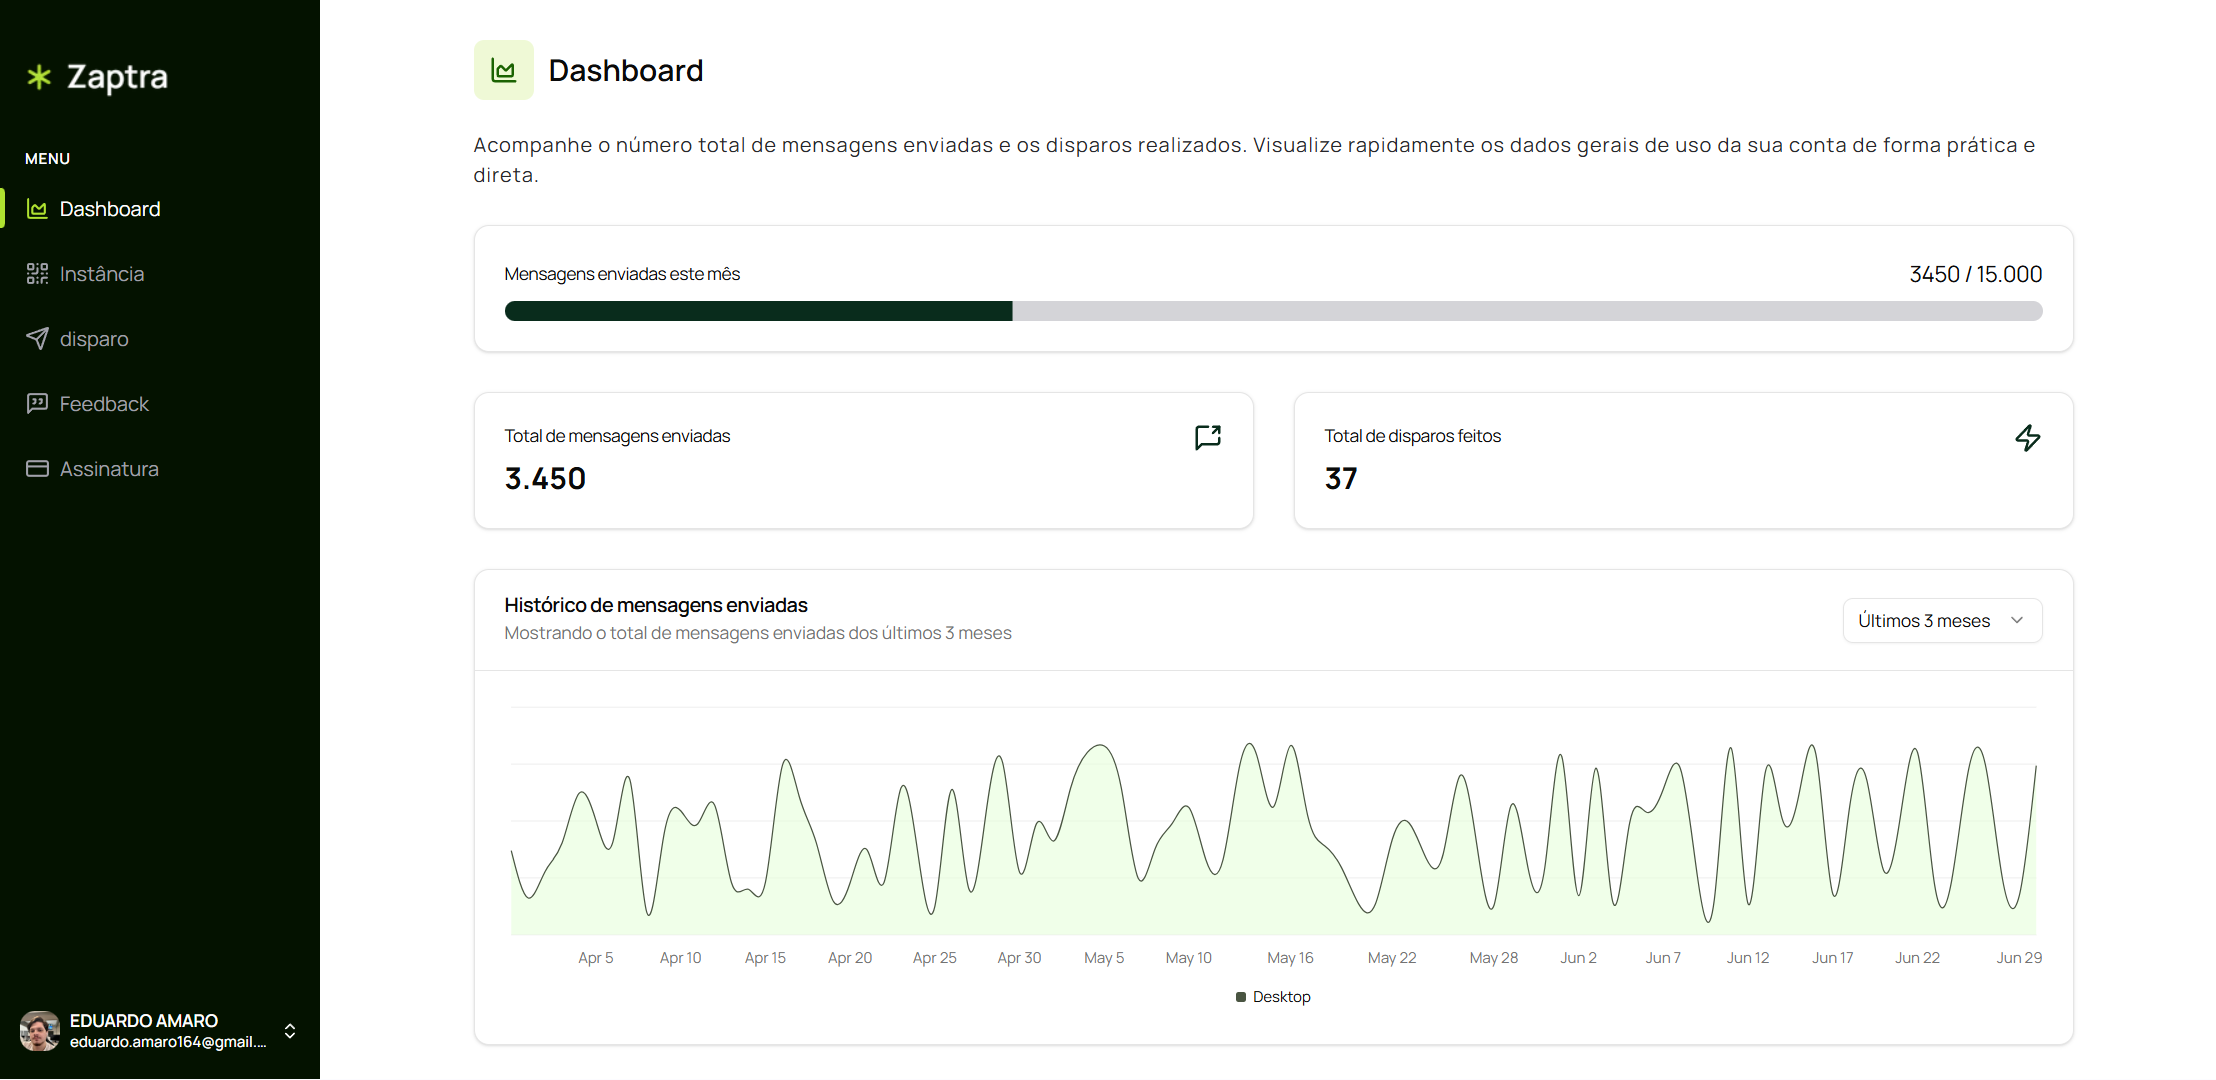 Zaptra
MENU
Dashboard
Instância
disparo
Feedback
Assinatura
EDUARDO AMARO
eduardo.amaro164@gmail....
Dashboard
Acompanhe o número total de mensagens enviadas e os disparos realizados. Visualize rapidamente os dados gerais de uso da sua conta de forma prática e
direta.
Mensagens enviadas este mês
3450 / 15.000
Total de mensagens enviadas
3.450
Total de disparos feitos
37
Histórico de mensagens enviadas
Mostrando o total de mensagens enviadas dos últimos 3 meses
Últimos 3 meses
Apr 5 Apr 10 Apr 15 Apr 20 Apr 25 Apr 30 May 5 May 10 May 16 May 22 May 28 Jun 2 Jun 7 Jun 12 Jun 17 Jun 22 Jun 29
Desktop